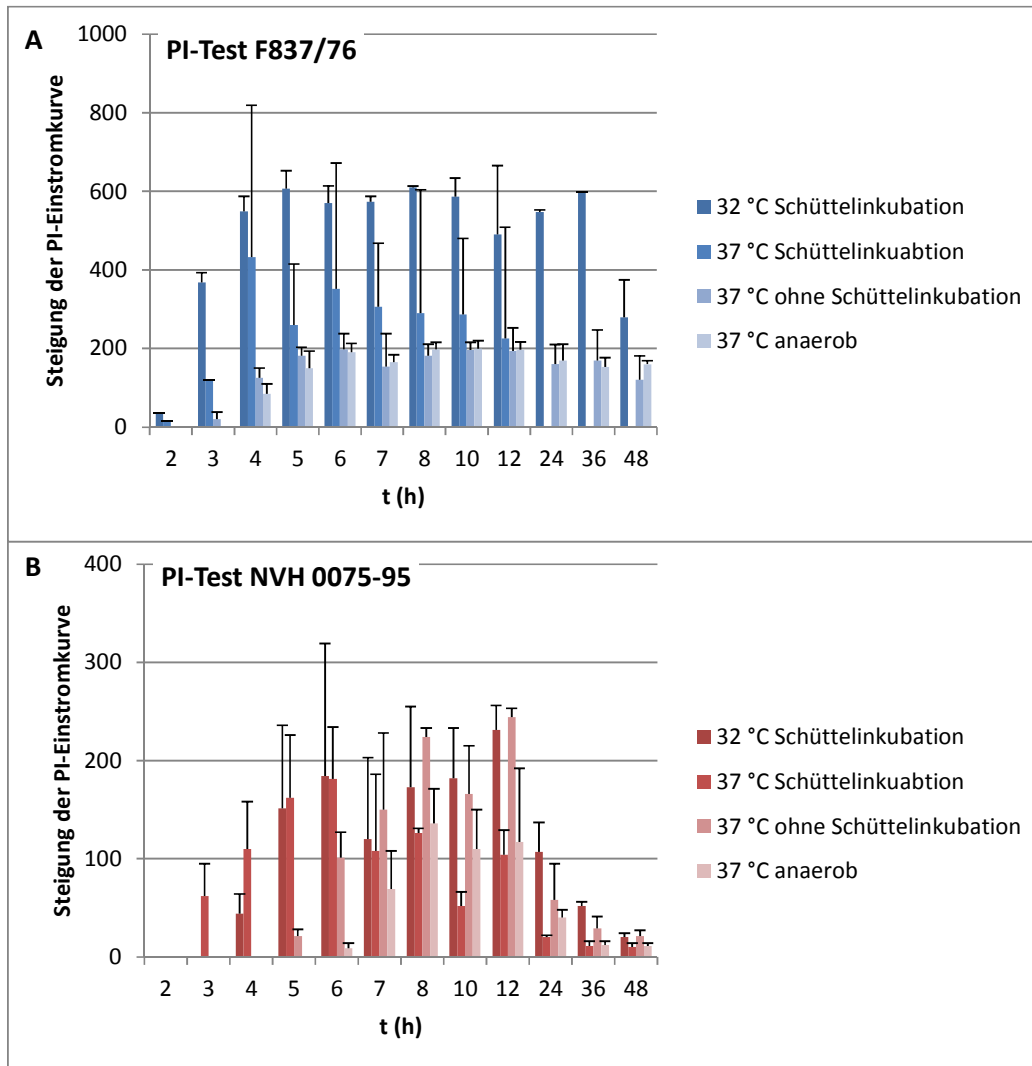 A
PI-Test F837/76
Steigung der PI-Einstromkurve
1000
800
600
400
200
0
2 3 4 5 6 7 8 10 12 24 36 48
t (h)
32 °C Schüttelinkubation
37 °C Schüttelinkuabtion
37 °C ohne Schüttelinkubation
37 °C anaerob
B
PI-Test NVH 0075-95
Steigung der PI-Einstromkurve
400
300
200
100
0
2 3 4 5 6 7 8 10 12 24 36 48
t (h)
32 °C Schüttelinkubation
37 °C Schüttelinkuabtion
37 °C ohne Schüttelinkubation
37 °C anaerob